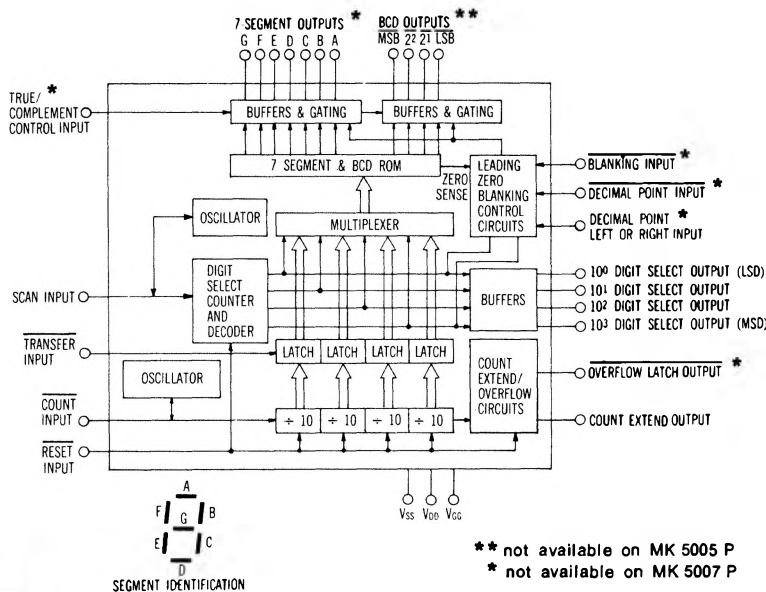 7 SEGMENT OUTPUTS *
BCD OUTPUTS **
G F E D C B A
MSB 2² 2¹ LSB
TRUE/
COMPLEMENT
CONTROL INPUT
*
BUFFERS & GATING
BUFFERS & GATING
7 SEGMENT & BCD ROM
ZERO
SENSE
LEADING
ZERO
BLANKING
CONTROL
CIRCUITS
BLANKING INPUT *
DECIMAL POINT INPUT *
DECIMAL POINT *
LEFT OR RIGHT INPUT
OSCILLATOR
MULTIPLEXER
SCAN INPUT
DIGIT
SELECT
COUNTER
AND
DECODER
BUFFERS
10⁰ DIGIT SELECT OUTPUT (LSD)
10¹ DIGIT SELECT OUTPUT
10² DIGIT SELECT OUTPUT
10³ DIGIT SELECT OUTPUT (MSD)
TRANSFER
INPUT
LATCH LATCH LATCH LATCH
OSCILLATOR
COUNT
EXTEND/
OVERFLOW
CIRCUITS
OVERFLOW LATCH OUTPUT *
COUNT
INPUT
÷ 10 ÷ 10 ÷ 10 ÷ 10
COUNT EXTEND OUTPUT
RESET
INPUT
VSS VDD VGG
A
F B
G
E C
D
SEGMENT IDENTIFICATION
** not available on MK 5005 P
* not available on MK 5007 P